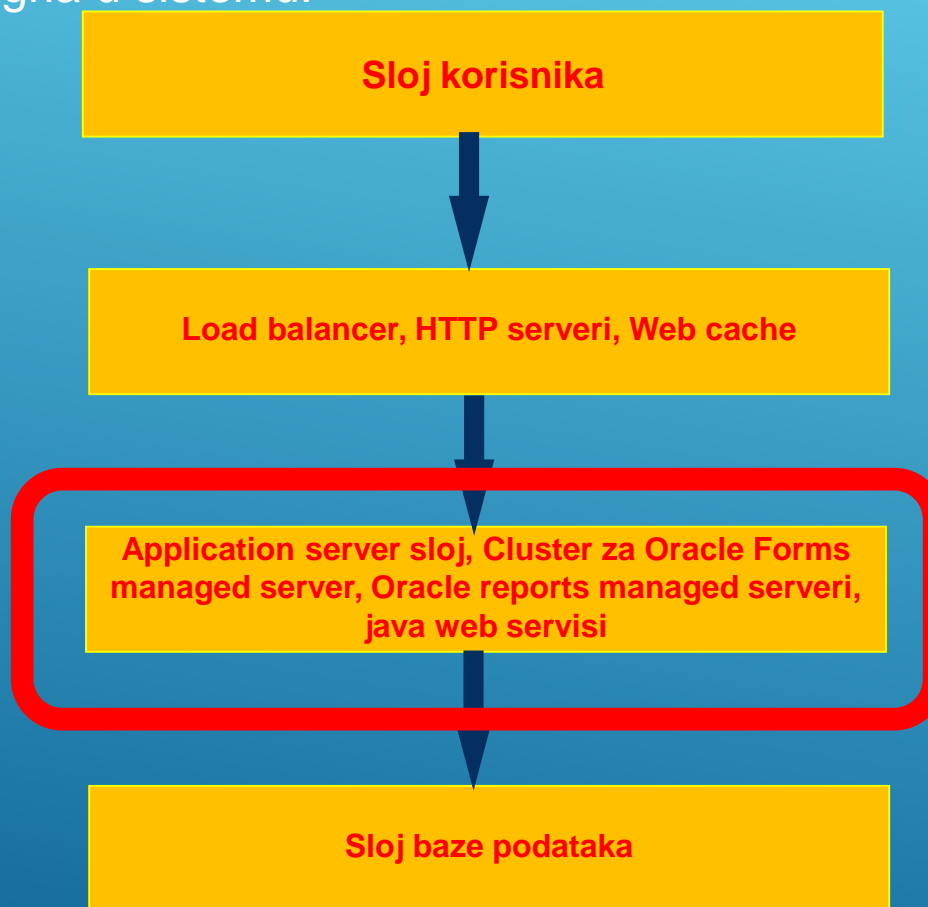 u sistemu.
Sloj korisnika
Load balancer, HTTP serveri, Web cache
Application server sloj, Cluster za Oracle Forms
managed server, Oracle reports managed serveri,
java web servisi
Sloj baze podataka